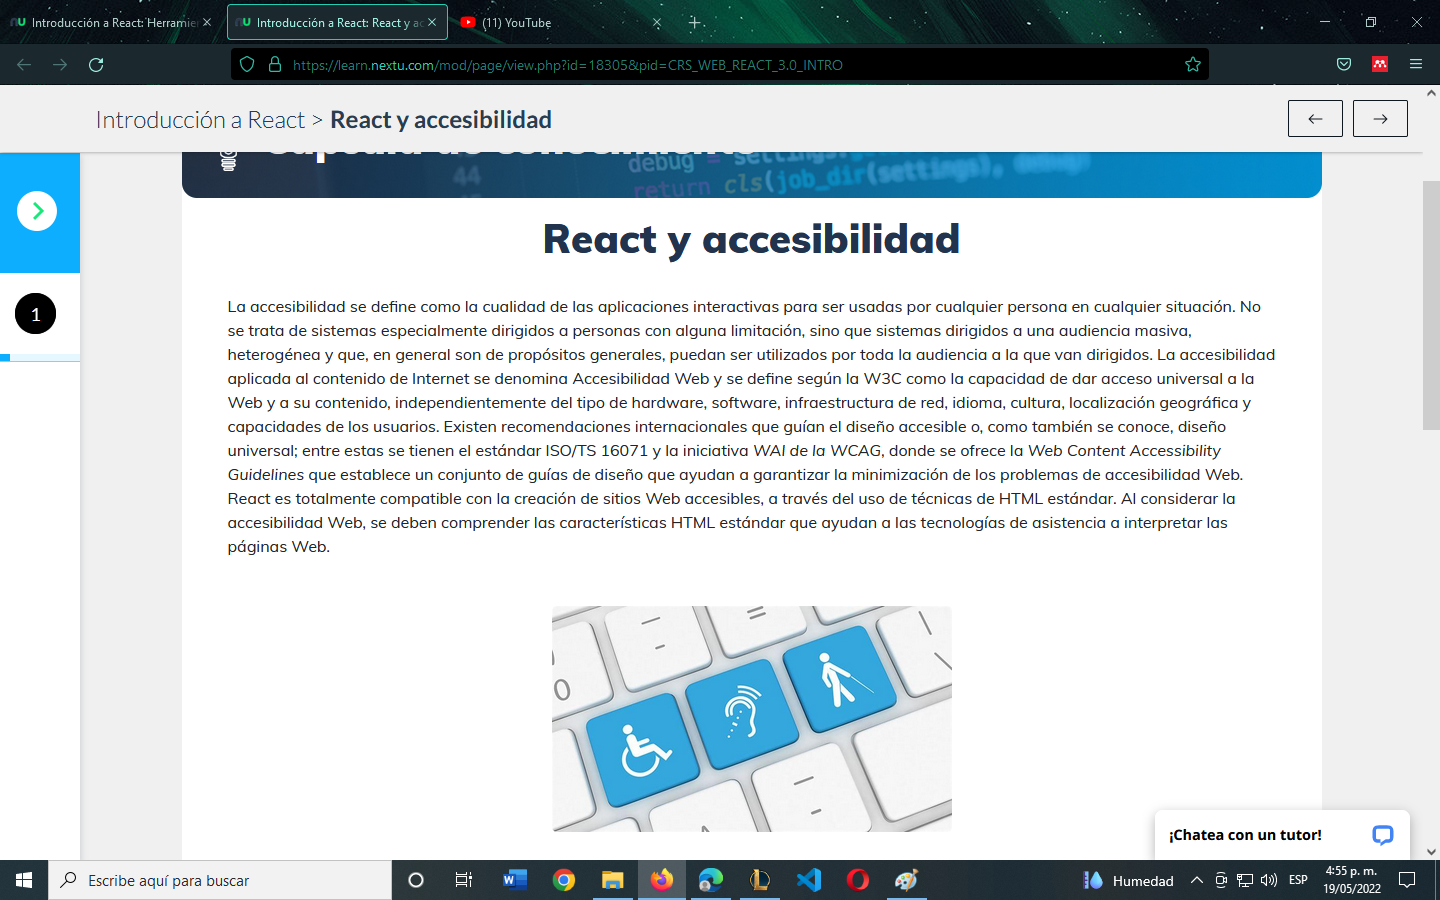 Introducción a React: Herramie
Introducción a React: React y ac
(11) YouTube
https://learn.nextu.com/mod/page/view.php?id=18305&pid=CRS_WEB_REACT_3.0_INTRO
Introducción a React > React y accesibilidad
debug = settings.
44
return cls(job_dir(settings), debug)
React y accesibilidad
1
La accesibilidad se define como la cualidad de las aplicaciones interactivas para ser usadas por cualquier persona en cualquier situación. No
se trata de sistemas especialmente dirigidos a personas con alguna limitación, sino que sistemas dirigidos a una audiencia masiva,
heterogénea y que, en general son de propósitos generales, puedan ser utilizados por toda la audiencia a la que van dirigidos. La accesibilidad
aplicada al contenido de Internet se denomina Accesibilidad Web y se define según la W3C como la capacidad de dar acceso universal a la
Web y a su contenido, independientemente del tipo de hardware, software, infraestructura de red, idioma, cultura, localización geográfica y
capacidades de los usuarios. Existen recomendaciones internacionales que guían el diseño accesible o, como también se conoce, diseño
universal; entre estas se tienen el estándar ISO/TS 16071 y la iniciativa WAI de la WCAG, donde se ofrece la Web Content Accessibility
Guidelines que establece un conjunto de guías de diseño que ayudan a garantizar la minimización de los problemas de accesibilidad Web.
React es totalmente compatible con la creación de sitios Web accesibles, a través del uso de técnicas de HTML estándar. Al considerar la
accesibilidad Web, se deben comprender las características HTML estándar que ayudan a las tecnologías de asistencia a interpretar las
páginas Web.
¡Chatea con un tutor!
Escribe aquí para buscar
Humedad
ESP
4:55 p. m.
19/05/2022